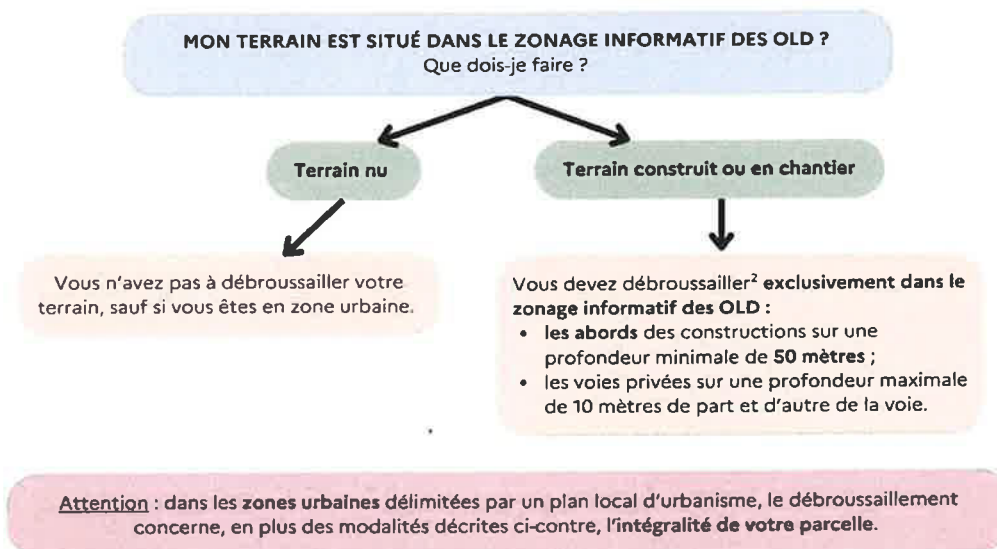 MON TERRAIN EST SITUÉ DANS LE ZONAGE INFORMATIF DES OLD ?
Que dois-je faire ?
Terrain nu
Terrain construit ou en chantier
Vous n'avez pas à débroussailler votre
terrain, sauf si vous êtes en zone urbaine.
Vous devez débroussailler² exclusivement dans le
zonage informatif des OLD :
• les abords des constructions sur une
profondeur minimale de 50 mètres ;
• les voies privées sur une profondeur maximale
de 10 mètres de part et d'autre de la voie.
Attention : dans les zones urbaines délimitées par un plan local d'urbanisme, le débroussaillement
concerne, en plus des modalités décrites ci-contre, l'intégralité de votre parcelle.